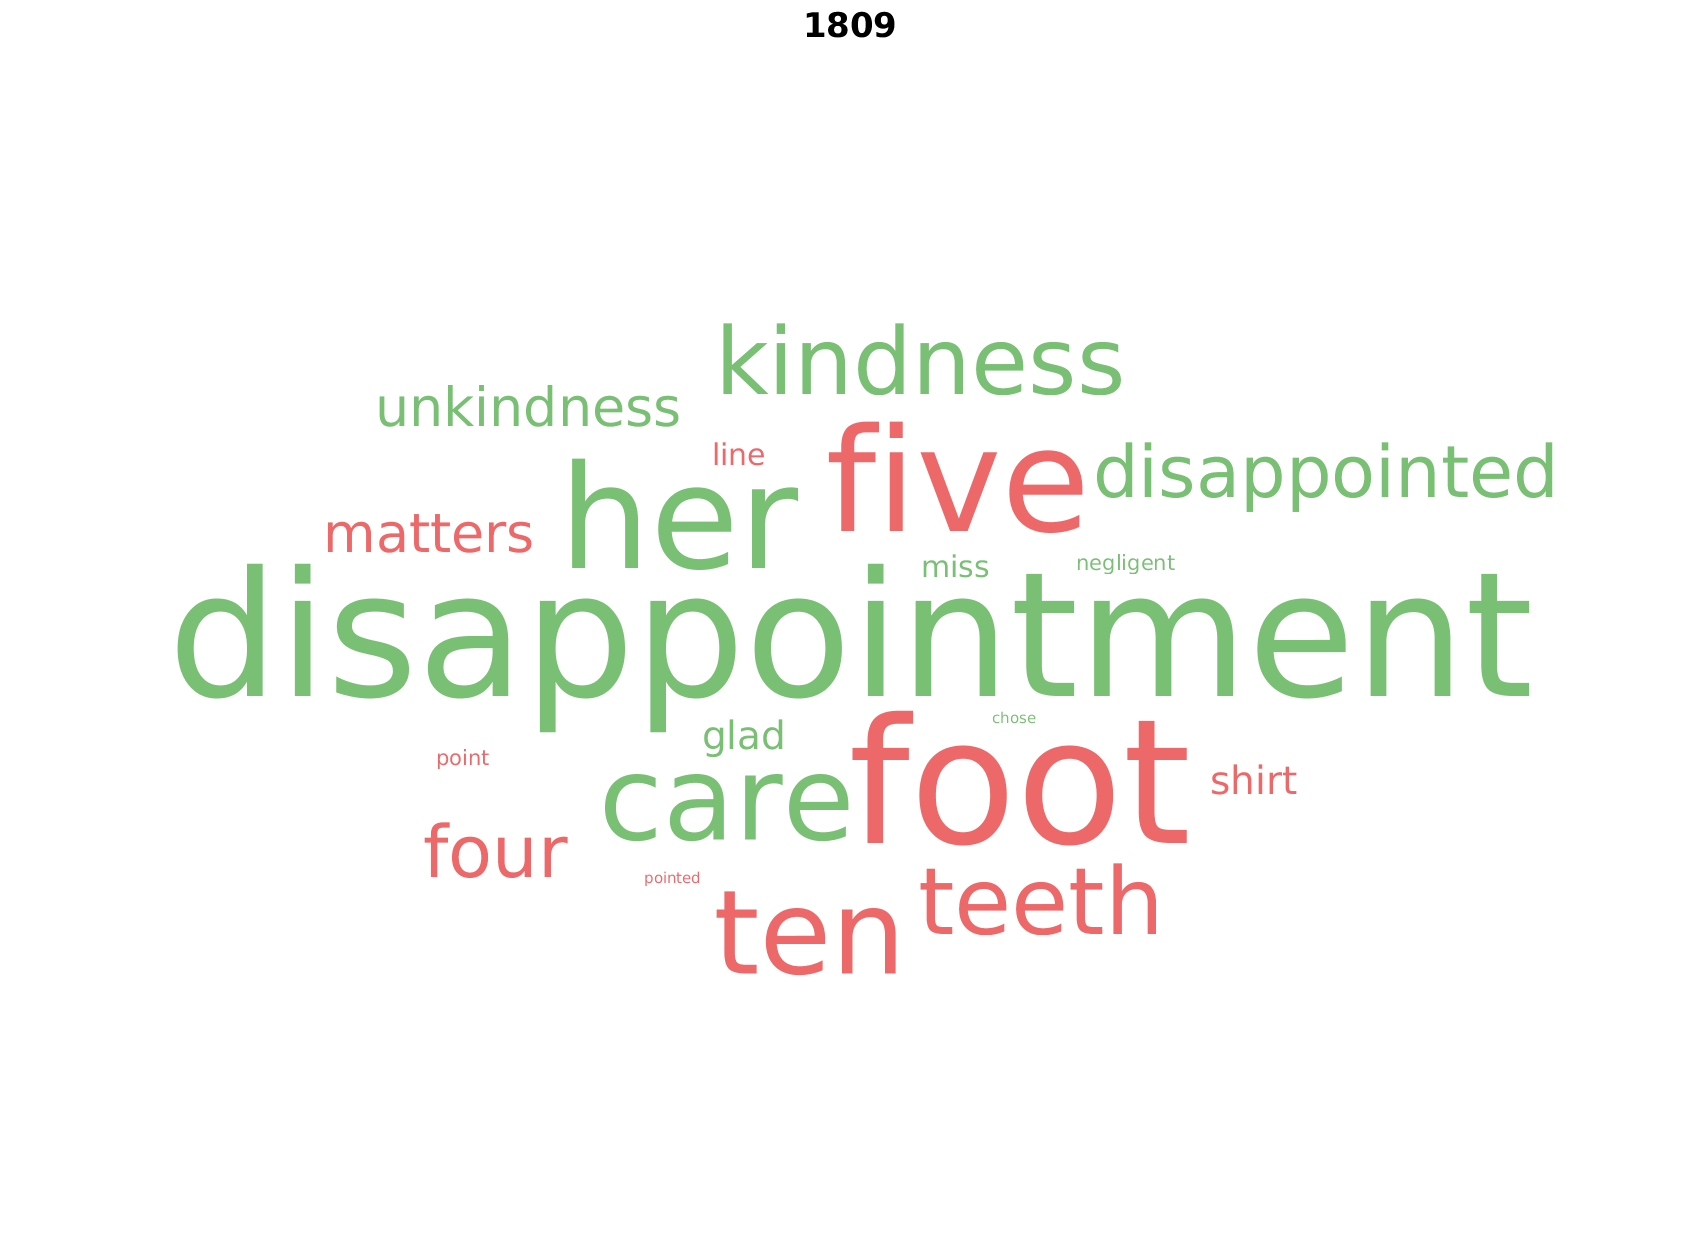 1809
kindness
unkindness
line
five
disappointed
her
matters
miss
negligent
disappointment
chose
glad
foot
point
care
shirt
four
pointed
teeth
ten